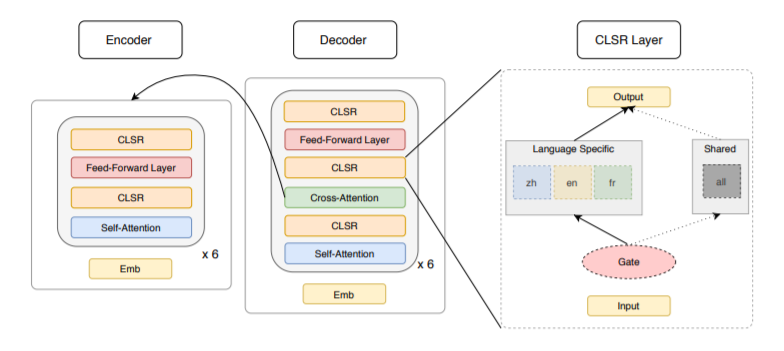 Encoder
CLSR
Feed-Forward Layer
CLSR
Self-Attention
x 6
Emb
Decoder
CLSR
Feed-Forward Layer
CLSR
Cross-Attention
CLSR
Self-Attention
x 6
Emb
CLSR Layer
Output
Language Specific
zh
en
fr
Shared
all
Gate
Input